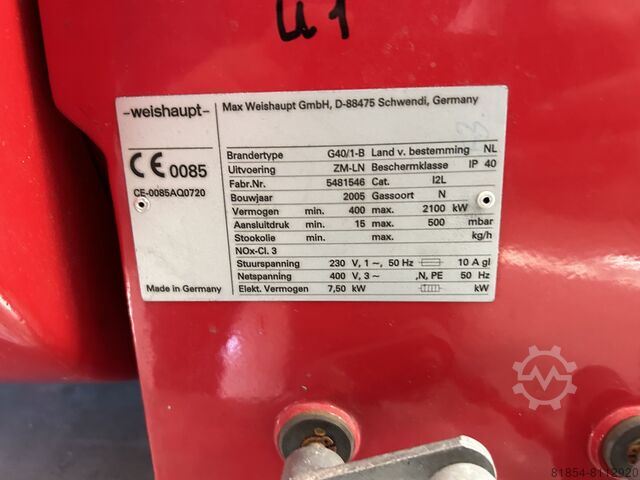 U1
-weishaupt-
Max Weishaupt GmbH, D-88475 Schwendi, Germany
CE 0085
CE-0085AQ0720
Brandertype G40/1-B Land v. bestemming NL
Uitvoering ZM-LN Beschermklasse IP 40
Fabr.Nr. 5481546 Cat. I2L
Bouwjaar 2005 Gassoort N
Vermogen min. 400 max. 2100 kW
Aansluitdruk min. 15 max. 500 mbar
Stookolie min. max. kg/h
NOx-Cl. 3
Stuurspanning 230 V, 1 ~, 50 Hz 10 A gl
Netspanning 400 V, 3 ~ ,N, PE 50 Hz
Elekt. Vermogen 7,50 kW kW
Made in Germany
81854-8112920